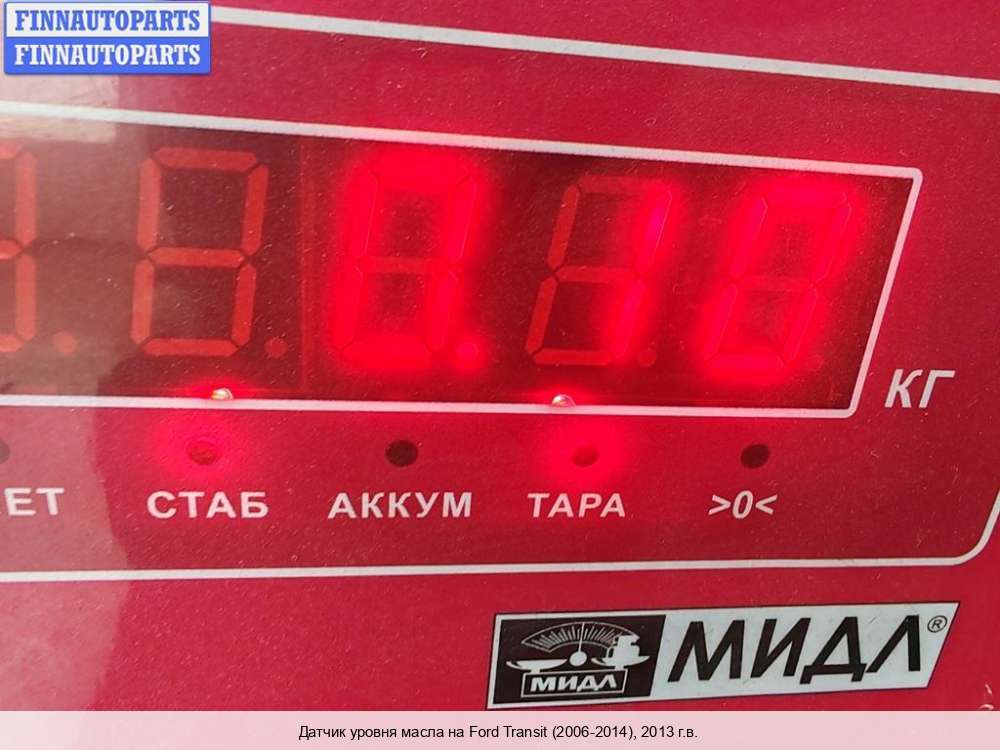 FINNAUTOPARTS
FINNAUTOPARTS
0.10
КГ
СТАБ
АККУМ
ТАРА
>0<
МИДЛ
МИДЛ®
Датчик уровня масла на Ford Transit (2006-2014), 2013 г.в.